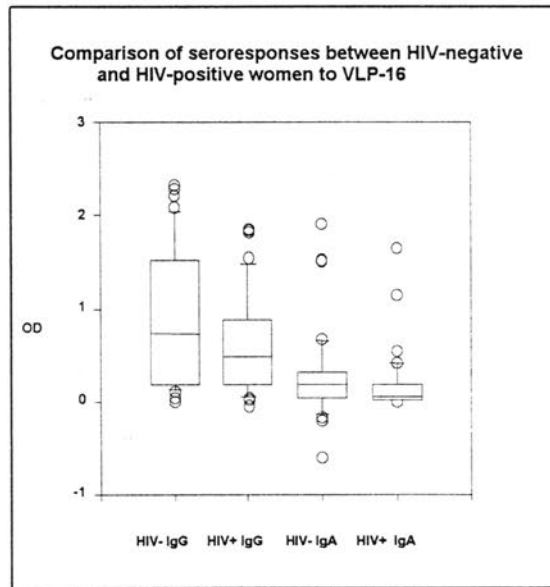 Comparison of seroresponses between HIV-negative
and HIV-positive women to VLP-16
3
2
1
OD
0
-1
HIV- IgG HIV+ IgG HIV- IgA HIV+ IgA